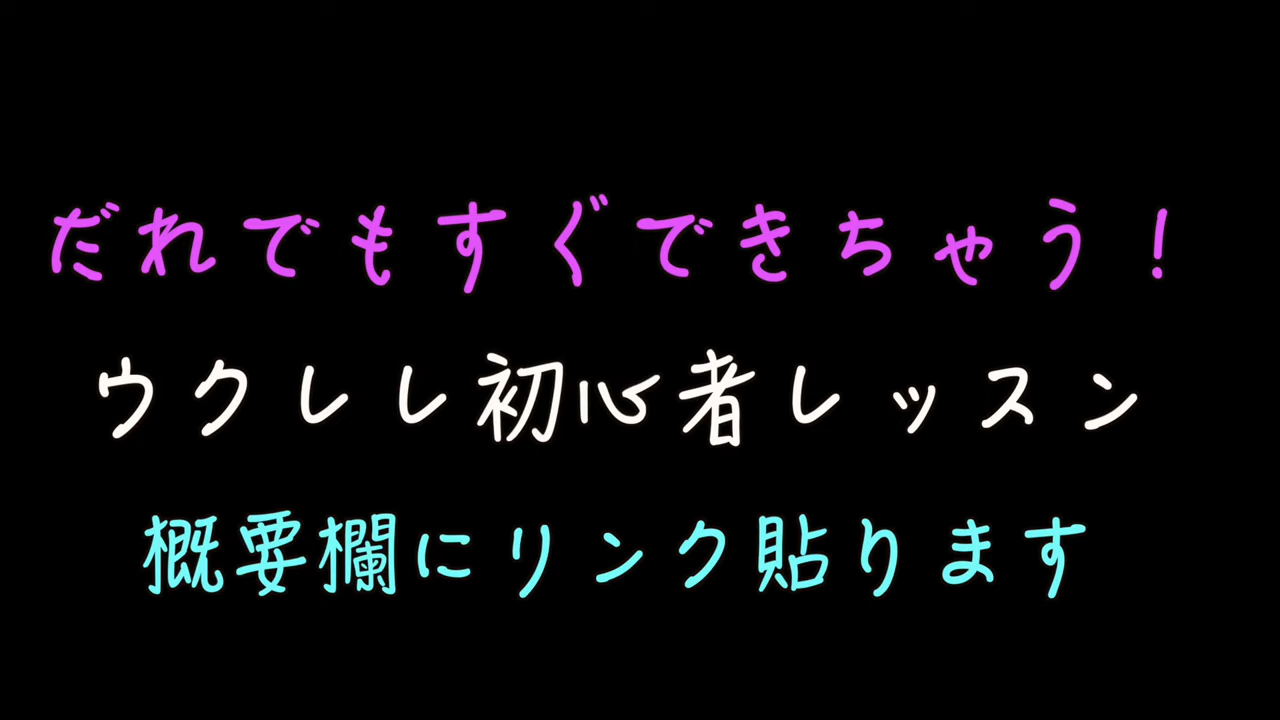 だれでもすぐできちゃう！
ウクレレ初心者レッスン
概要欄にリンク貼ります